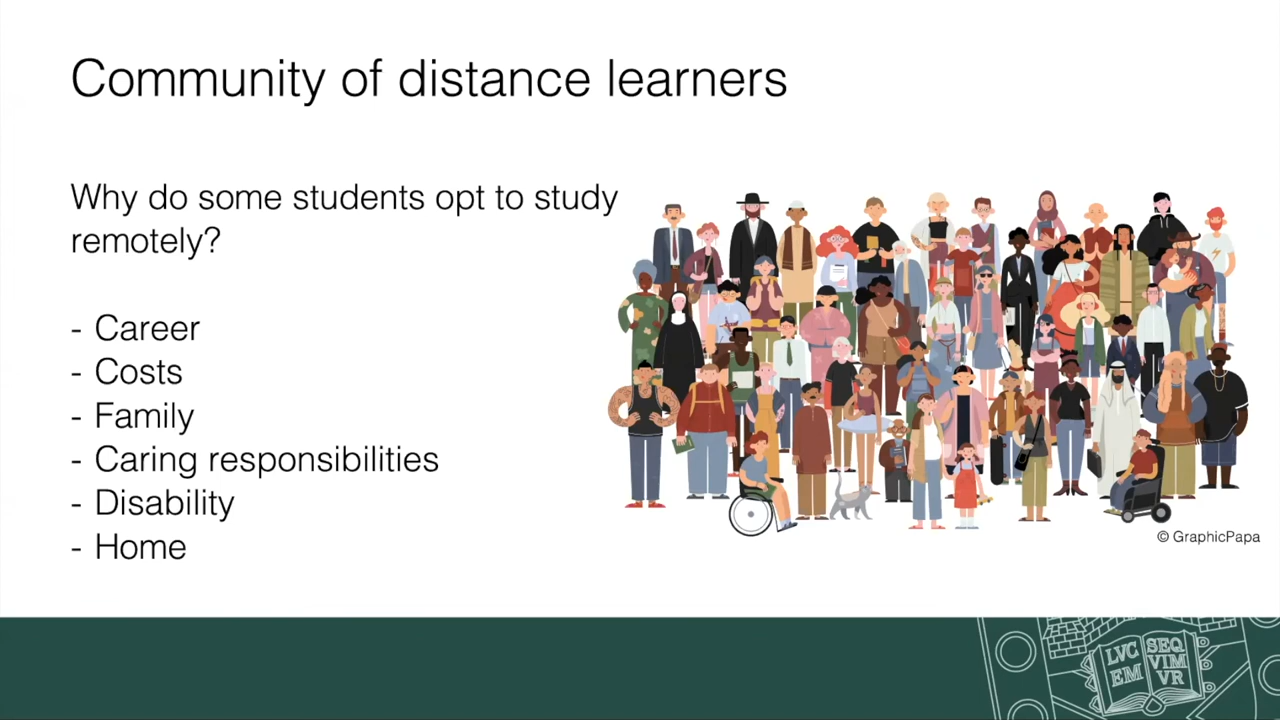 Community of distance learners
Why do some students opt to study
remotely?
- Career
- Costs
- Family
- Caring responsibilities
- Disability
- Home
© GraphicPapa
LVC
EM
SEQ
VIM
VR